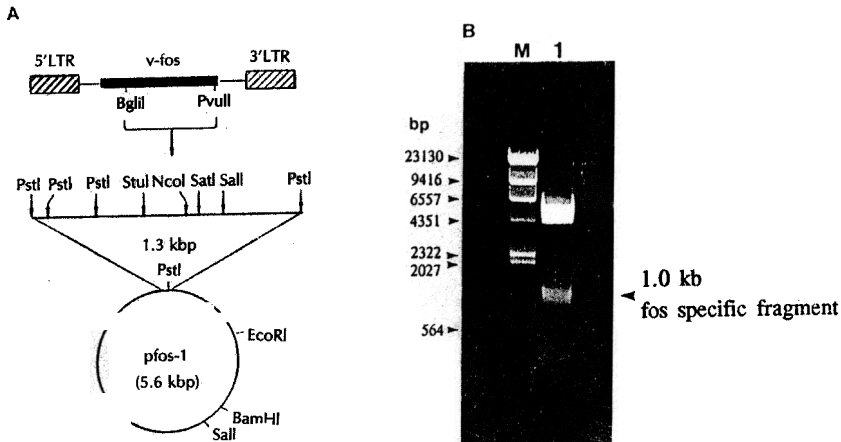 A
5'LTR
v-fos
3'LTR
BgliI
PvuII
PstI PstI PstI StuI NcoI SatI SalI PstI
1.3 kbp
PstI
EcoRI
pfos-1
(5.6 kbp)
BamHI
SalI
B
M 1
bp
23130
9416
6557
4351
2322
2027
564
1.0 kb
fos specific fragment